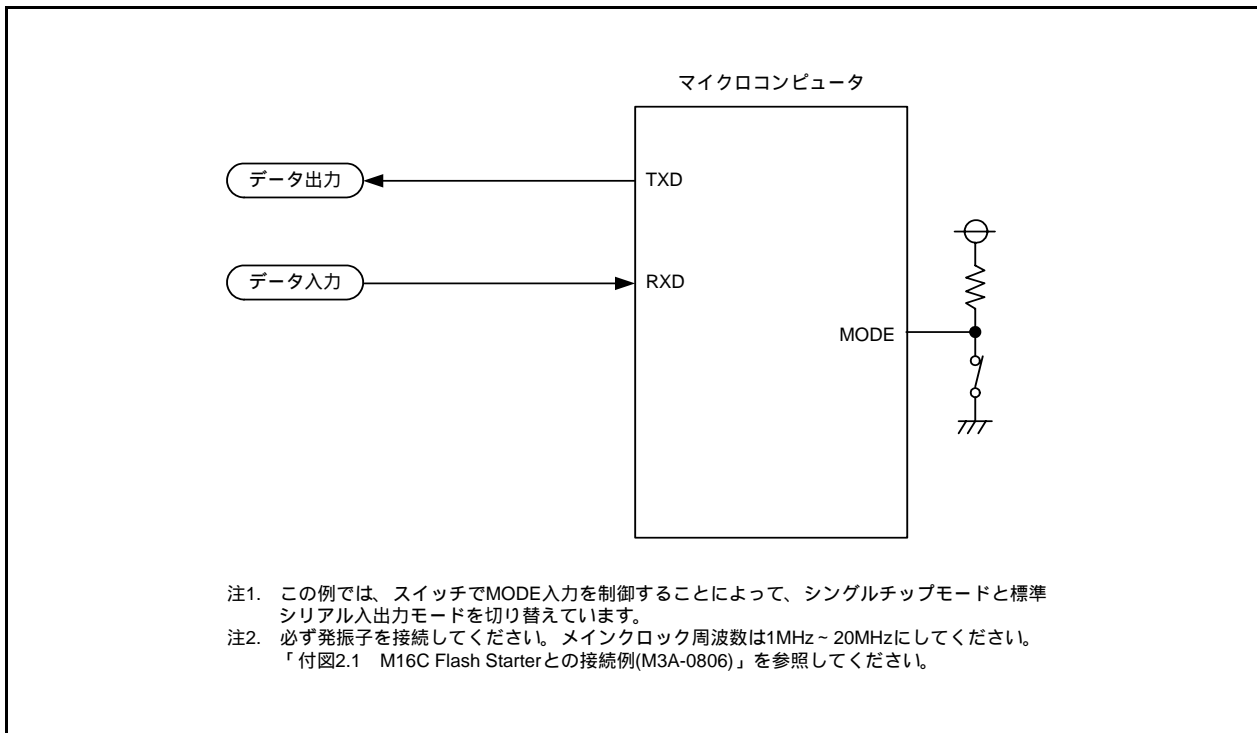 マイクロコンピュータ
データ出力
TXD
データ入力
RXD
MODE
注1. この例では、スイッチでMODE入力を制御することによって、シングルチップモードと標準
シリアル入出力モードを切り替えています。
注2. 必ず発振子を接続してください。メインクロック周波数は1MHz ~ 20MHzにしてください。
「付図2.1 M16C Flash Starterとの接続例(M3A-0806)」を参照してください。